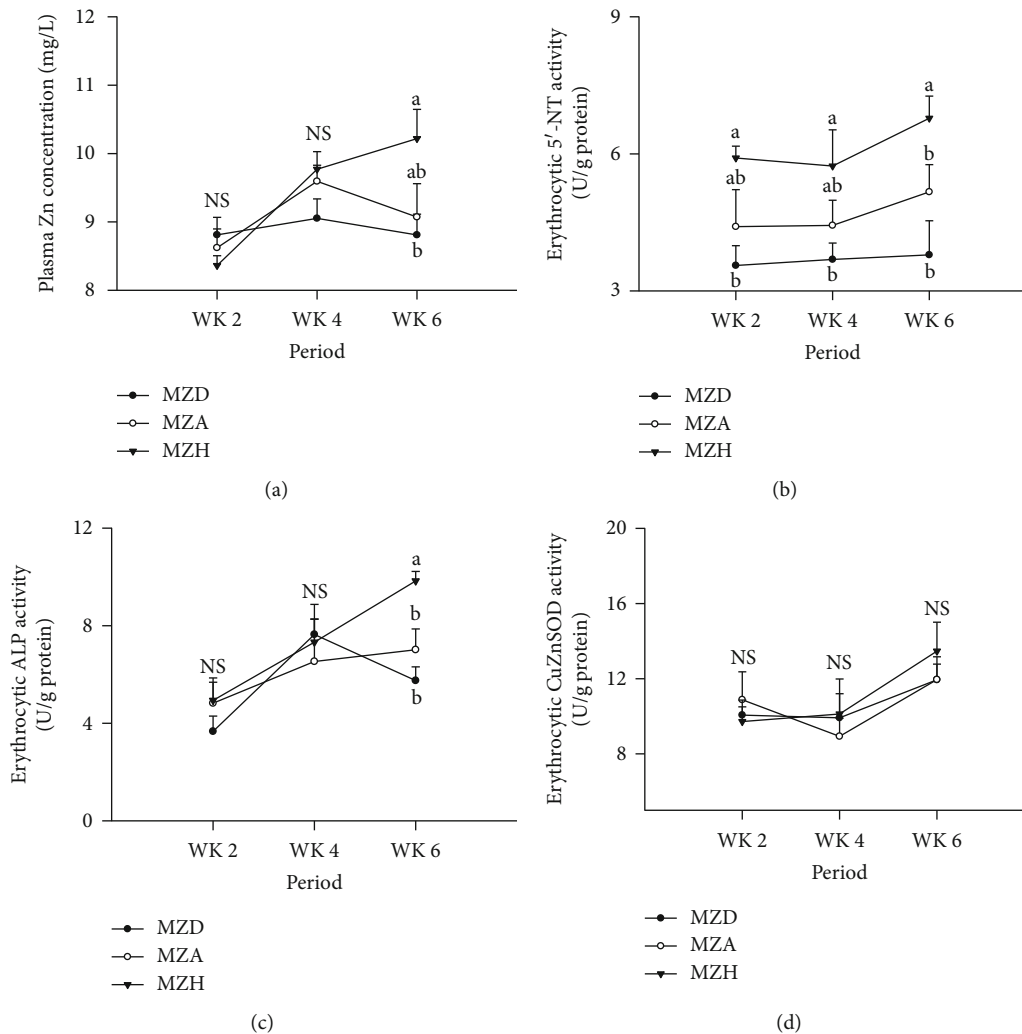 Plasma Zn concentration (mg/L)
12
11
10
9
8
NS
NS
a
ab
b
WK 2
WK 4
WK 6
Period
MZD
MZA
MZH
(a)
Erythrocytic 5′-NT activity
(U/g protein)
9
6
3
a
ab
b
a
ab
b
a
b
b
WK 2
WK 4
WK 6
Period
MZD
MZA
MZH
(b)
Erythrocytic ALP activity
(U/g protein)
12
8
4
0
NS
NS
a
b
b
WK 2
WK 4
WK 6
Period
MZD
MZA
MZH
(c)
Erythrocytic CuZnSOD activity
(U/g protein)
20
16
12
8
NS
NS
NS
WK 2
WK 4
WK 6
Period
MZD
MZA
MZH
(d)